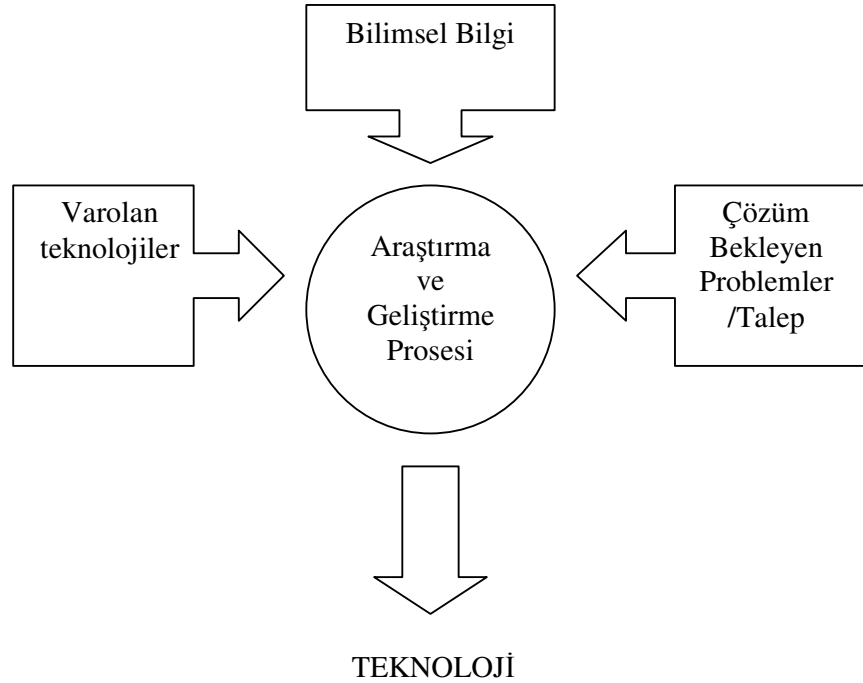 Bilimsel Bilgi
Varolan
teknolojiler
Araştırma
ve
Geliştirme
Prosesi
Çözüm
Bekleyen
Problemler
/Talep
TEKNOLOJİ